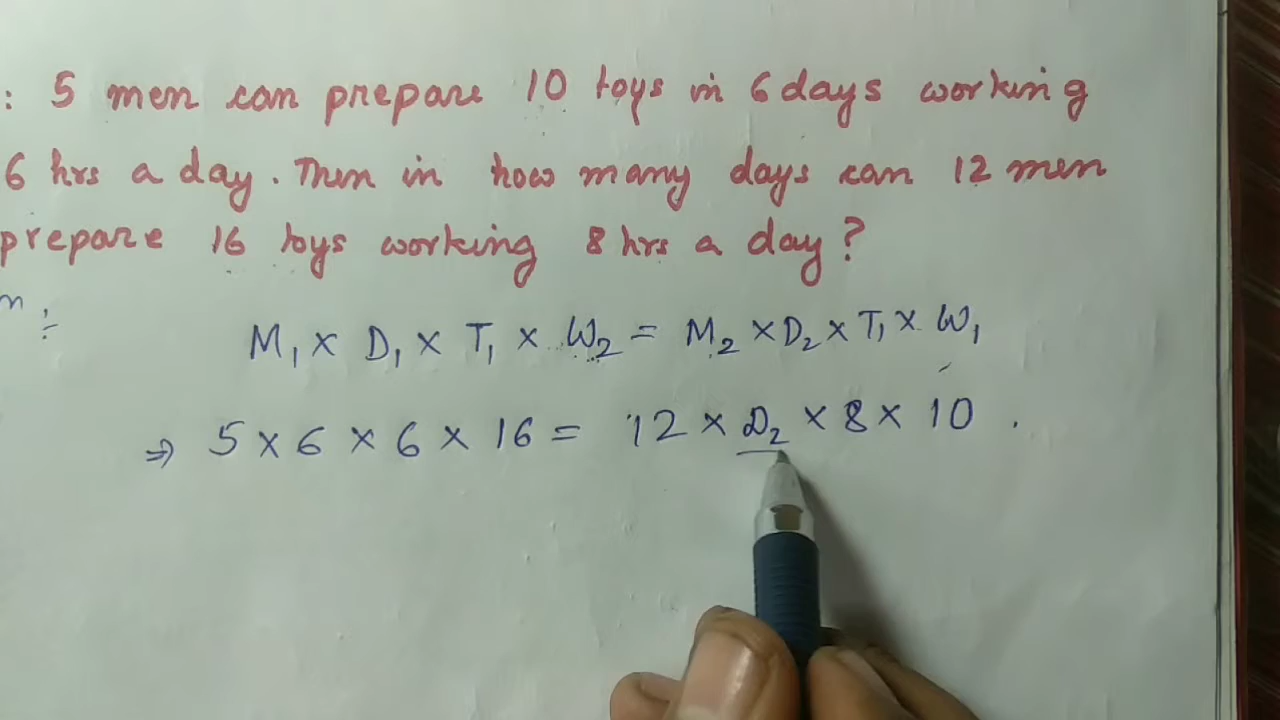 : 5 men can prepare 10 toys in 6 days working
6 hrs a day. Then in how many days can 12 men
prepare 16 toys working 8 hrs a day?
n :
M₁ × D₁ × T₁ × W₂ = M₂ × D₂ × T₁ × W₁
⇒ 5 × 6 × 6 × 16 = 12 × D₂ × 8 × 10 .